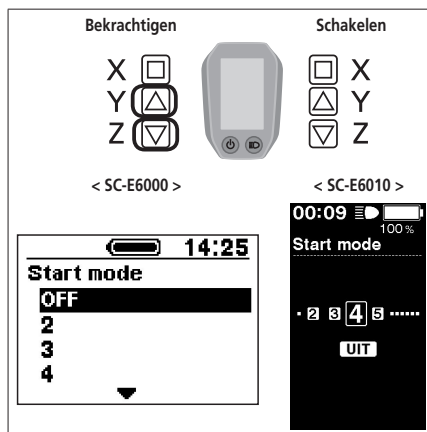 Bekrachtigen Schakelen
X X
Y Y
Z Z
< SC-E6000 > < SC-E6010 >
14:25
Start mode
OFF
2
3
4
00:09
100 %
Start mode
2 3 4 5
UIT